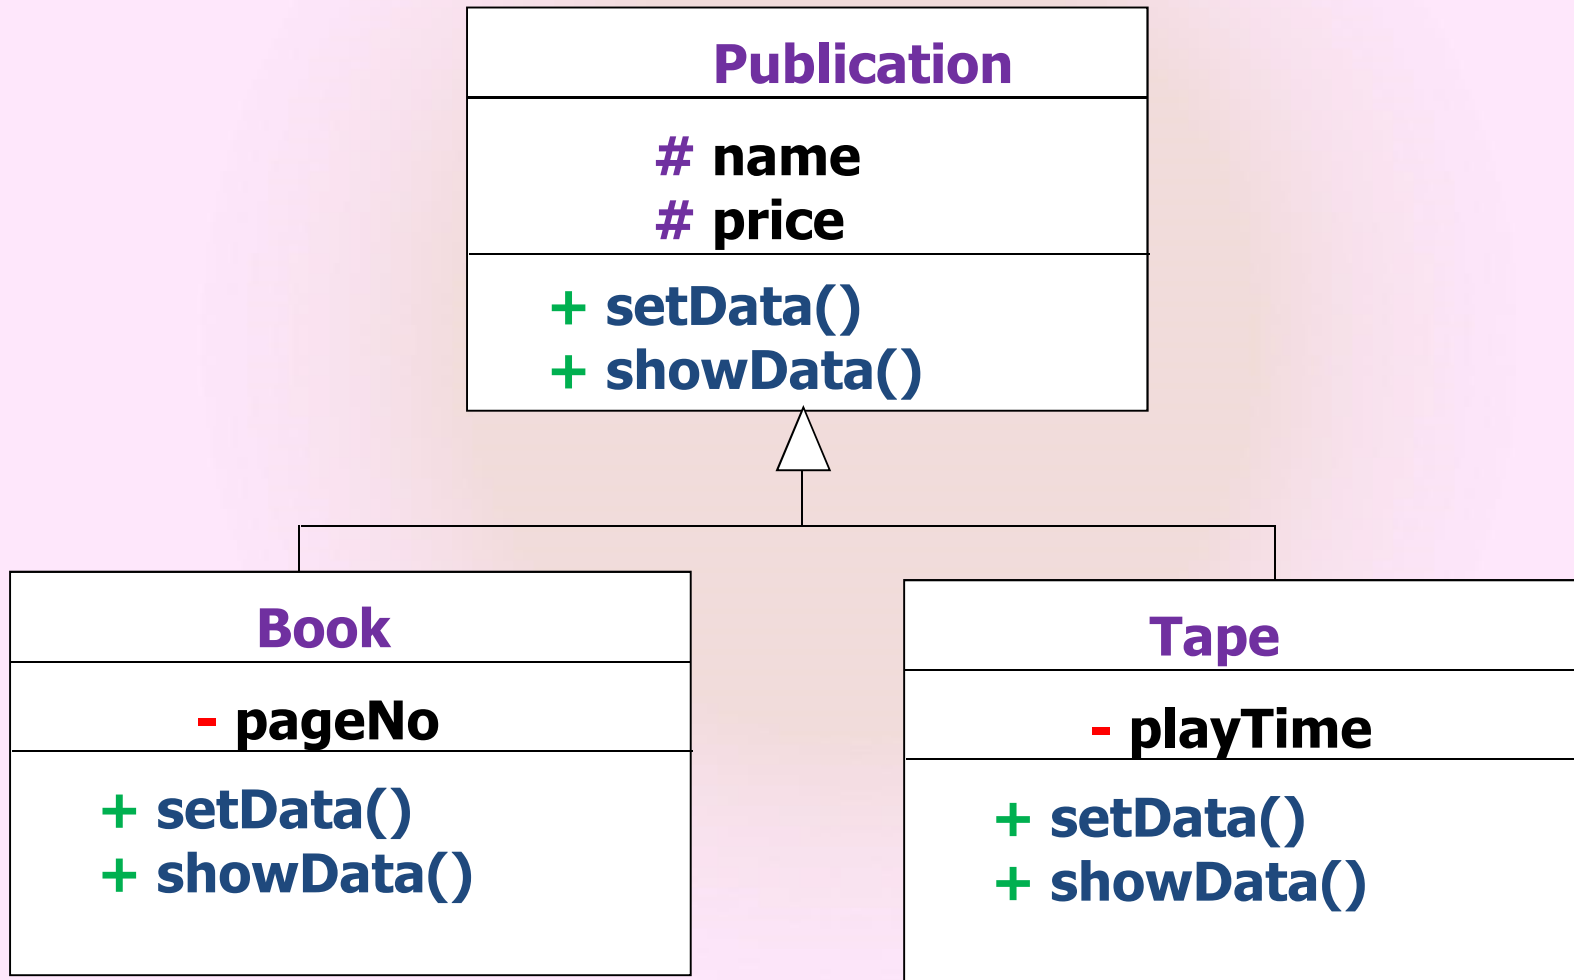 Publication
# name
# price
+ setData()
+ showData()
Book
- pageNo
+ setData()
+ showData()
Tape
- playTime
+ setData()
+ showData()